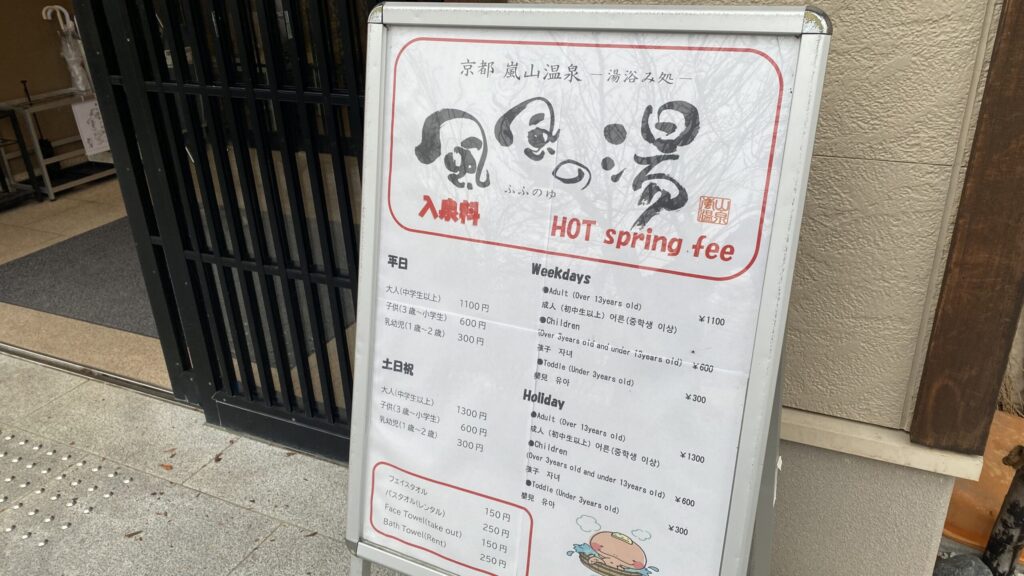 京都 嵐山温泉 ―湯浴み処―
風風の湯
ふふのゆ
嵐山
温泉
入泉料
HOT spring fee
平日
大人(中学生以上) 1100円
子供(3歳～小学生) 600円
乳幼児(1歳～2歳) 300円
土日祝
大人(中学生以上) 1300円
子供(3歳～小学生) 600円
乳幼児(1歳～2歳) 300円
フェイスタオル 150円
バスタオル(レンタル) 250円
Face Towel(take out) 150円
Bath Towel(Rent) 250円
Weekdays
●Adult (Over 13years old)
成人 (初中生以上) 어른(중학생 이상) ￥1100
●Children
(Over 3years old and under 13years old) ￥600
孩子 자녀
●Toddle (Under 3years old)
嬰兒 유아 ￥300
Holiday
●Adult (Over 13years old)
成人 (初中生以上) 어른(중학생 이상) ￥1300
●Children
(Over 3years old and under 13years old) ￥600
孩子 자녀
●Toddle (Under 3years old)
嬰兒 유아 ￥300